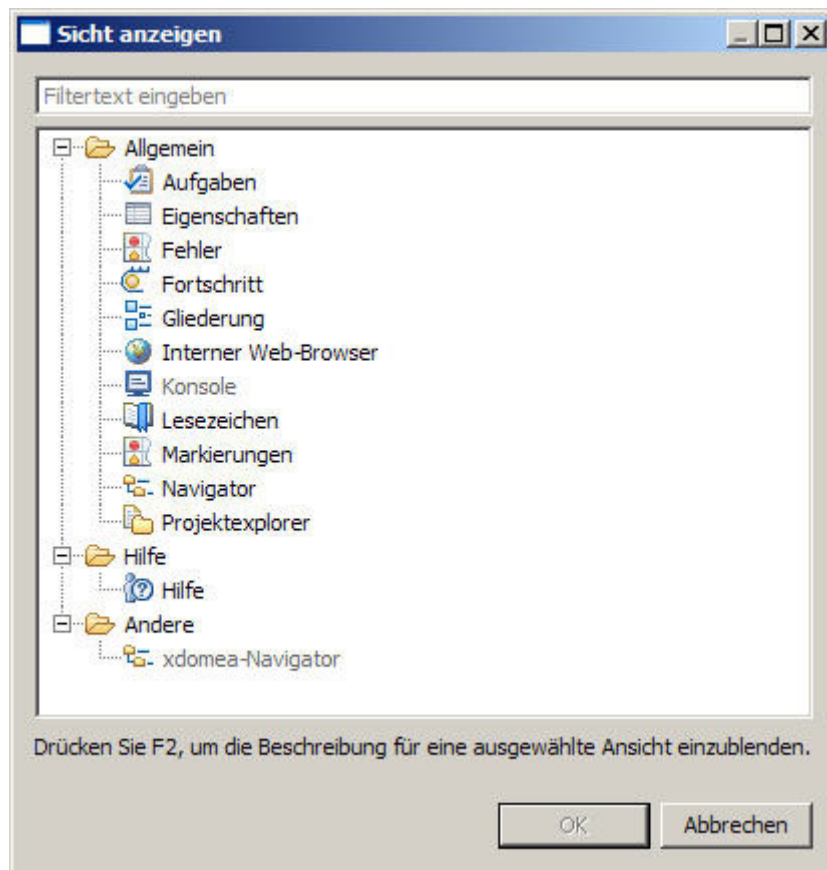 Sicht anzeigen
Filtertext eingeben
Allgemein
Aufgaben
Eigenschaften
Fehler
Fortschritt
Gliederung
Interner Web-Browser
Konsole
Lesezeichen
Markierungen
Navigator
Projektexplorer
Hilfe
Hilfe
Andere
xdomea-Navigator
Drücken Sie F2, um die Beschreibung für eine ausgewählte Ansicht einzublenden.
OK Abbrechen